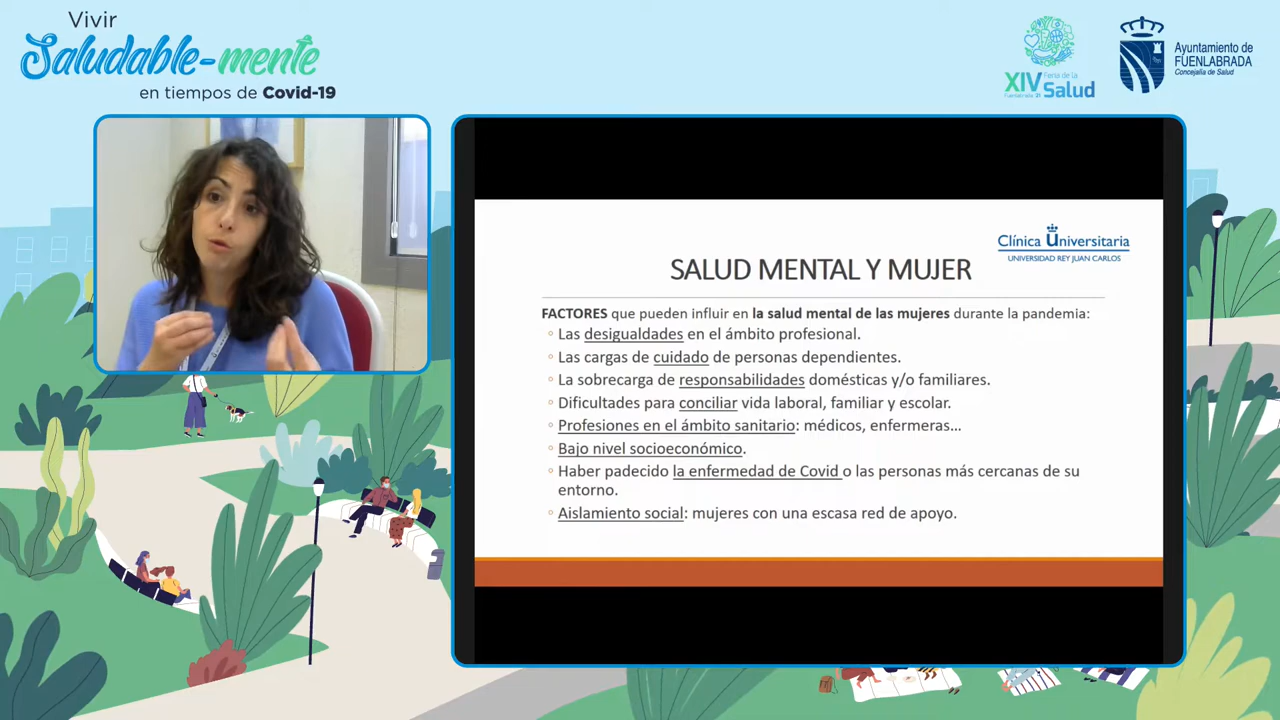 Vivir
Saludable-mente
en tiempos de Covid-19
XIV Feria de la
Salud
Fuenlabrada 21
Ayuntamiento de
FUENLABRADA
Concejalía de Salud
Clínica Universitaria
UNIVERSIDAD REY JUAN CARLOS
SALUD MENTAL Y MUJER
FACTORES que pueden influir en la salud mental de las mujeres durante la pandemia:
◦ Las desigualdades en el ámbito profesional.
◦ Las cargas de cuidado de personas dependientes.
◦ La sobrecarga de responsabilidades domésticas y/o familiares.
◦ Dificultades para conciliar vida laboral, familiar y escolar.
◦ Profesiones en el ámbito sanitario: médicos, enfermeras...
◦ Bajo nivel socioeconómico.
◦ Haber padecido la enfermedad de Covid o las personas más cercanas de su
entorno.
◦ Aislamiento social: mujeres con una escasa red de apoyo.